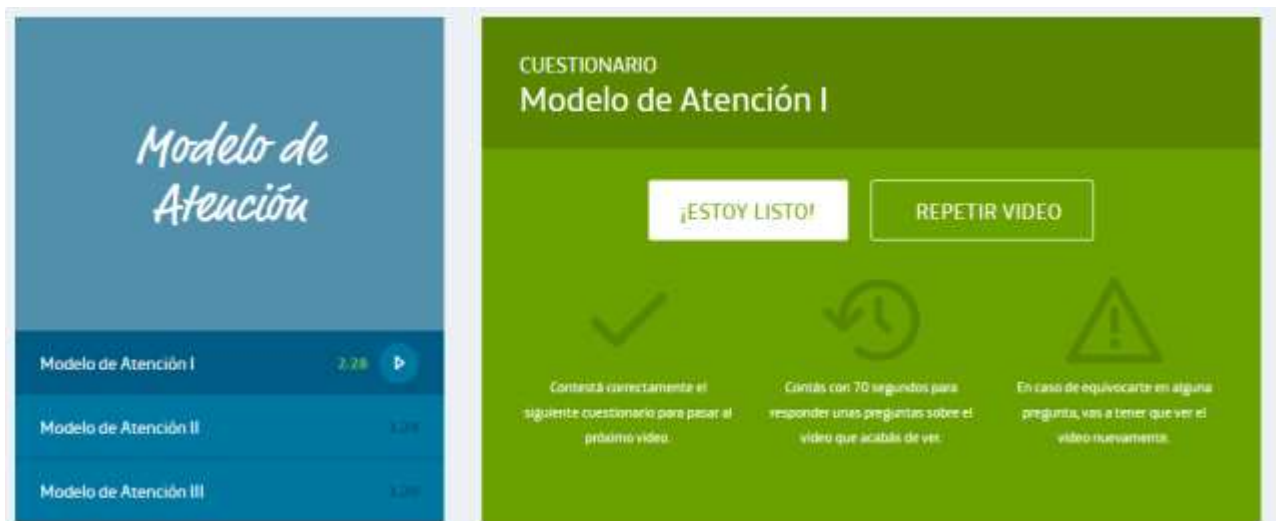 Modelo de
Atención
Modelo de Atención I 2.28
Modelo de Atención II
Modelo de Atención III
CUESTIONARIO
Modelo de Atención I
¡ESTOY LISTO!
REPETIR VIDEO
Contestá correctamente el
siguiente cuestionario para pasar al
próximo video.
Contás con 70 segundos para
responder unas preguntas sobre el
video que acabás de ver.
En caso de equivocarte en alguna
pregunta, vas a tener que ver el
video nuevamente.